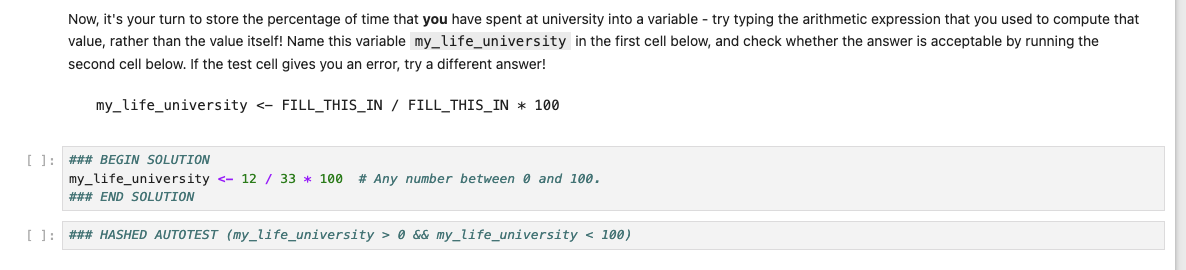 Now, it's your turn to store the percentage of time that you have spent at university into a variable - try typing the arithmetic expression that you used to compute that
value, rather than the value itself! Name this variable my_life_university in the first cell below, and check whether the answer is acceptable by running the
second cell below. If the test cell gives you an error, try a different answer!
my_life_university <- FILL_THIS_IN / FILL_THIS_IN * 100
[ ]: ### BEGIN SOLUTION
my_life_university <- 12 / 33 * 100  # Any number between 0 and 100.
### END SOLUTION
[ ]: ### HASHED AUTOTEST (my_life_university > 0 && my_life_university < 100)